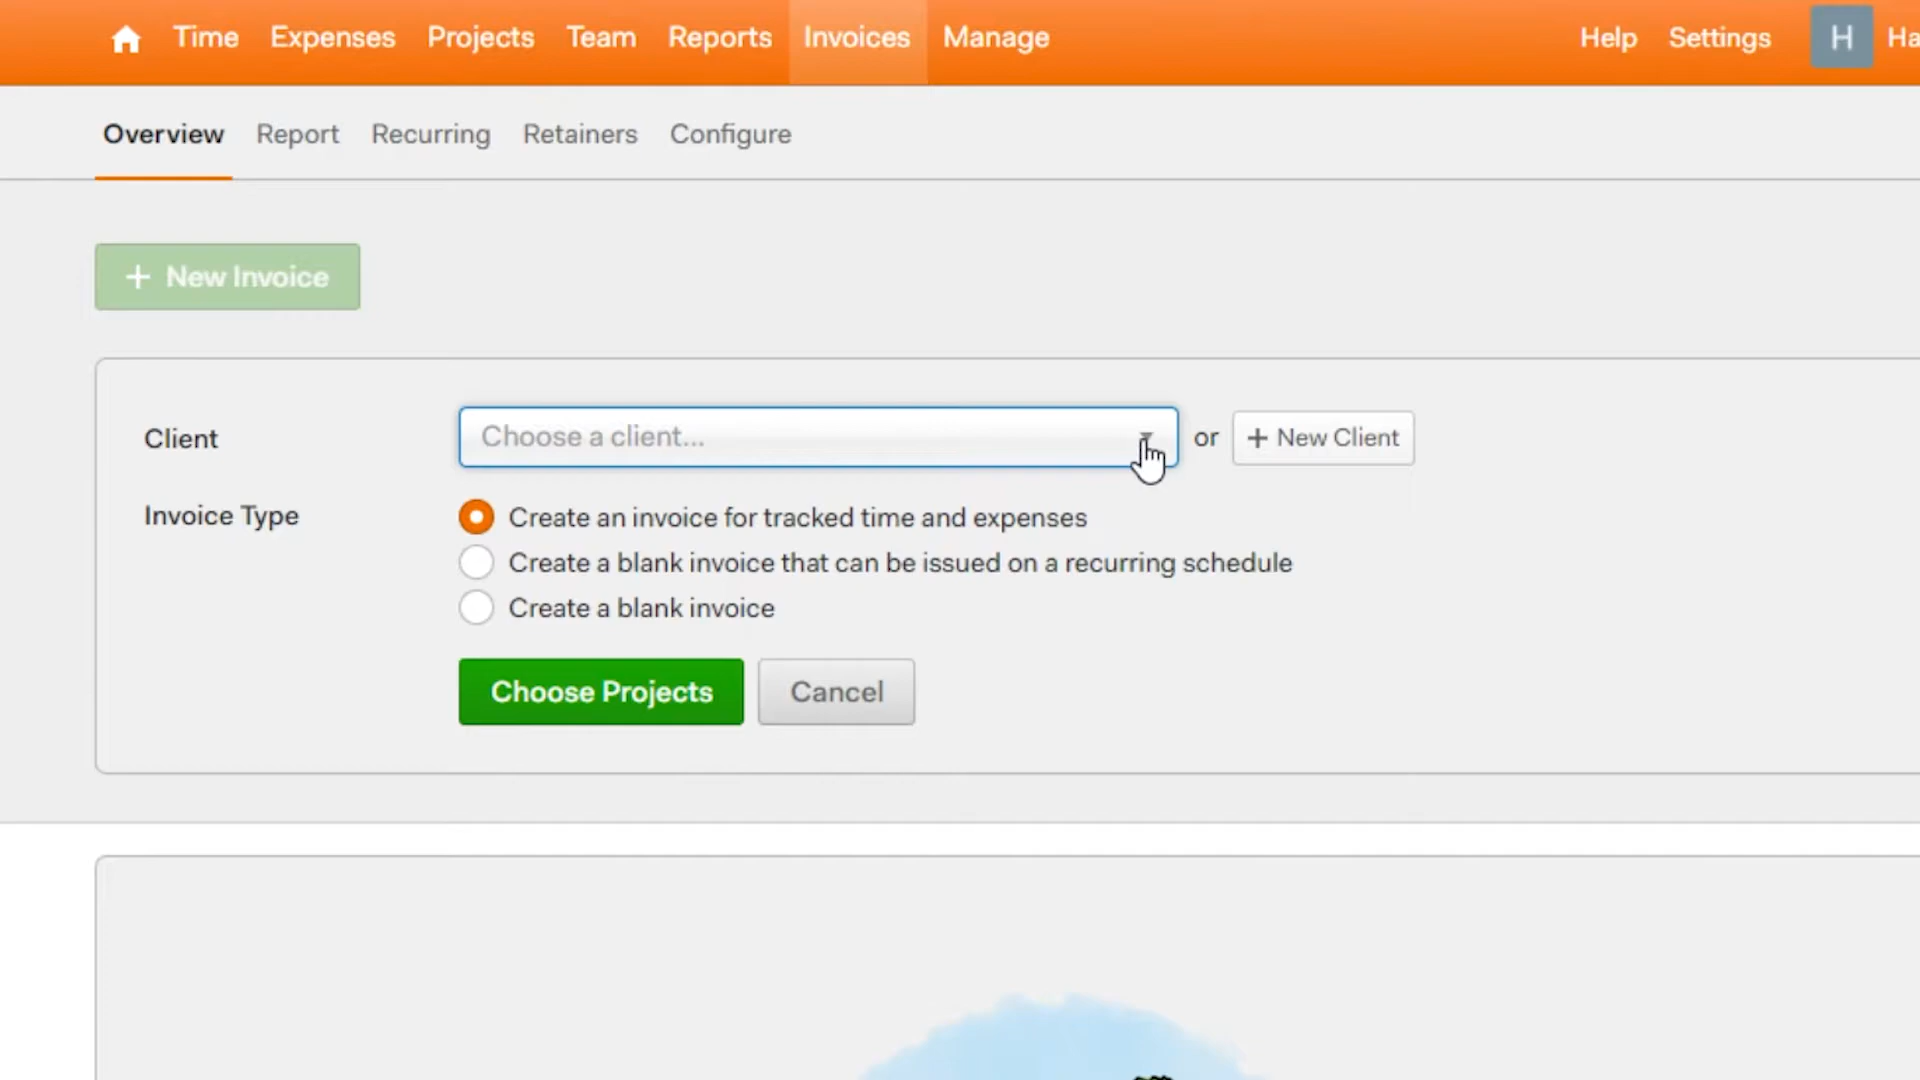 Time Expenses Projects Team Reports Invoices Manage Help Settings H Ha
Overview Report Recurring Retainers Configure
+ New Invoice
Client Choose a client... or + New Client
Invoice Type Create an invoice for tracked time and expenses
Create a blank invoice that can be issued on a recurring schedule
Create a blank invoice
Choose Projects Cancel